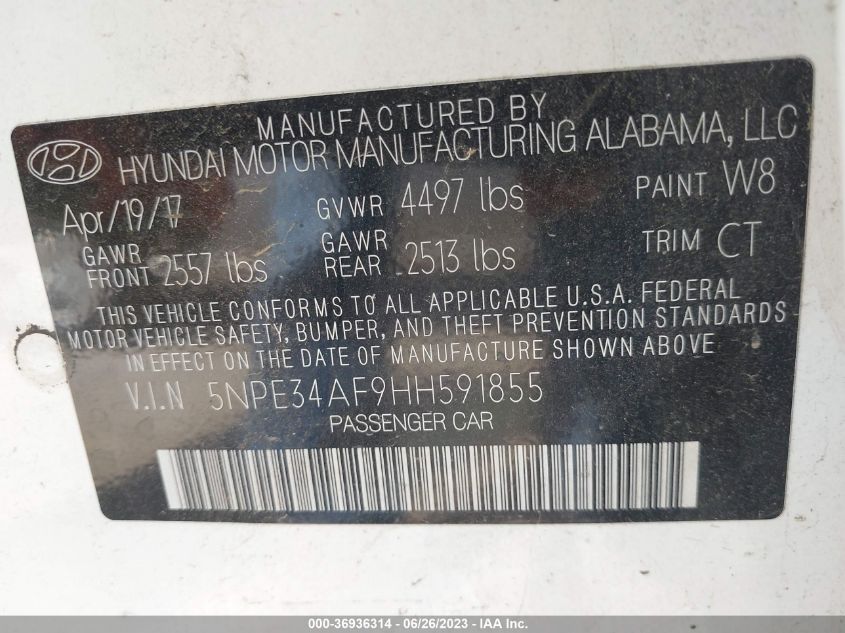 MANUFACTURED BY
HYUNDAI MOTOR MANUFACTURING ALABAMA, LLC
Apr/19/17 GVWR 4497 lbs PAINT W8
GAWR FRONT 2557 lbs GAWR REAR 2513 lbs TRIM CT
THIS VEHICLE CONFORMS TO ALL APPLICABLE U.S.A. FEDERAL
MOTOR VEHICLE SAFETY, BUMPER, AND THEFT PREVENTION STANDARDS
IN EFFECT ON THE DATE OF MANUFACTURE SHOWN ABOVE
V.I.N 5NPE34AF9HH591855
PASSENGER CAR
000-36936314 - 06/26/2023 - IAA Inc.